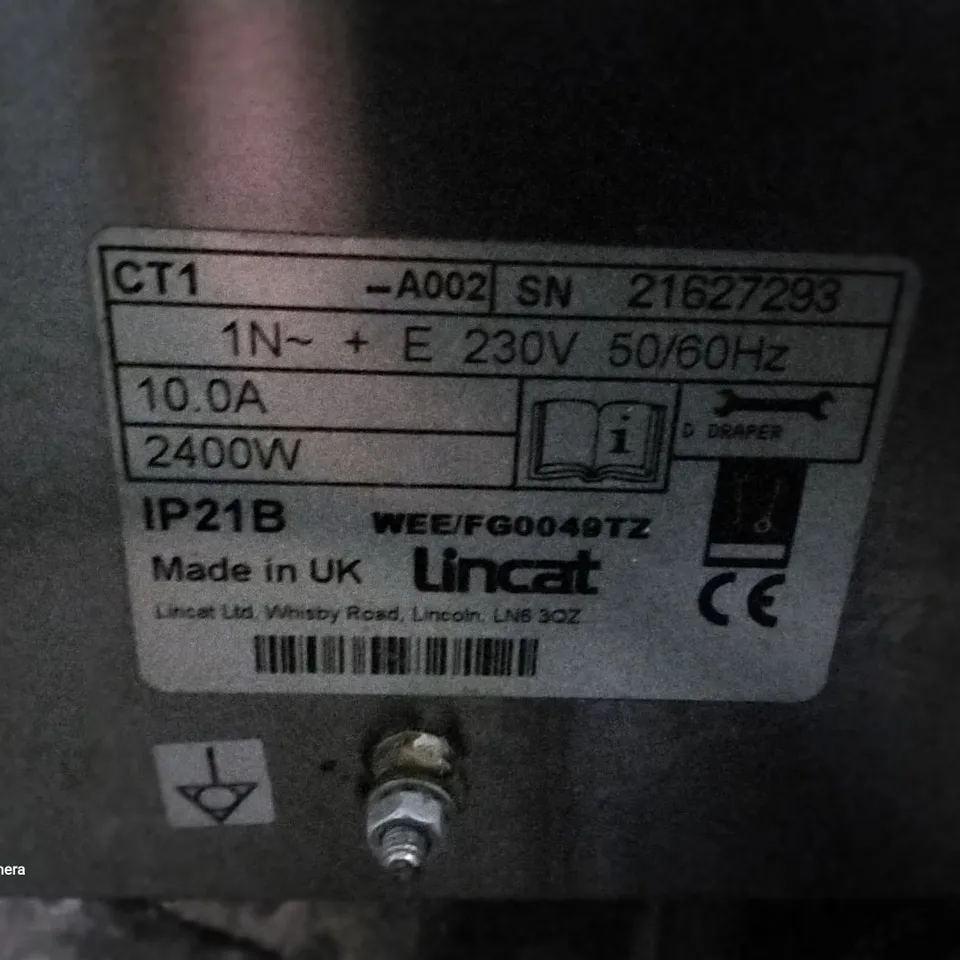 CT1 -A002 SN 21627293
1N~ + E 230V 50/60Hz
10.0A
2400W
i
D DRAPER
IP21B WEE/FG0049TZ
Made in UK Lincat
Lincat Ltd, Whisby Road, Lincoln. LN6 3QZ
CE